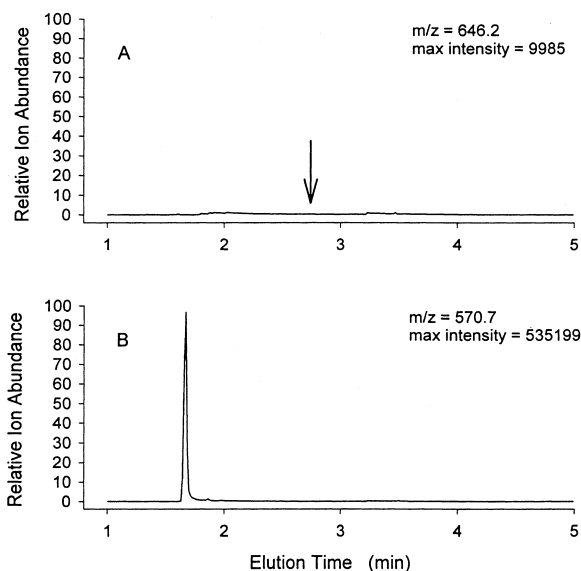 100
90
80
70
60
50
40
30
20
10
0
Relative Ion Abundance
A
m/z = 646.2
max intensity = 9985
1 2 3 4 5
100
90
80
70
60
50
40
30
20
10
0
Relative Ion Abundance
B
m/z = 570.7
max intensity = 535199
1 2 3 4 5
Elution Time (min)